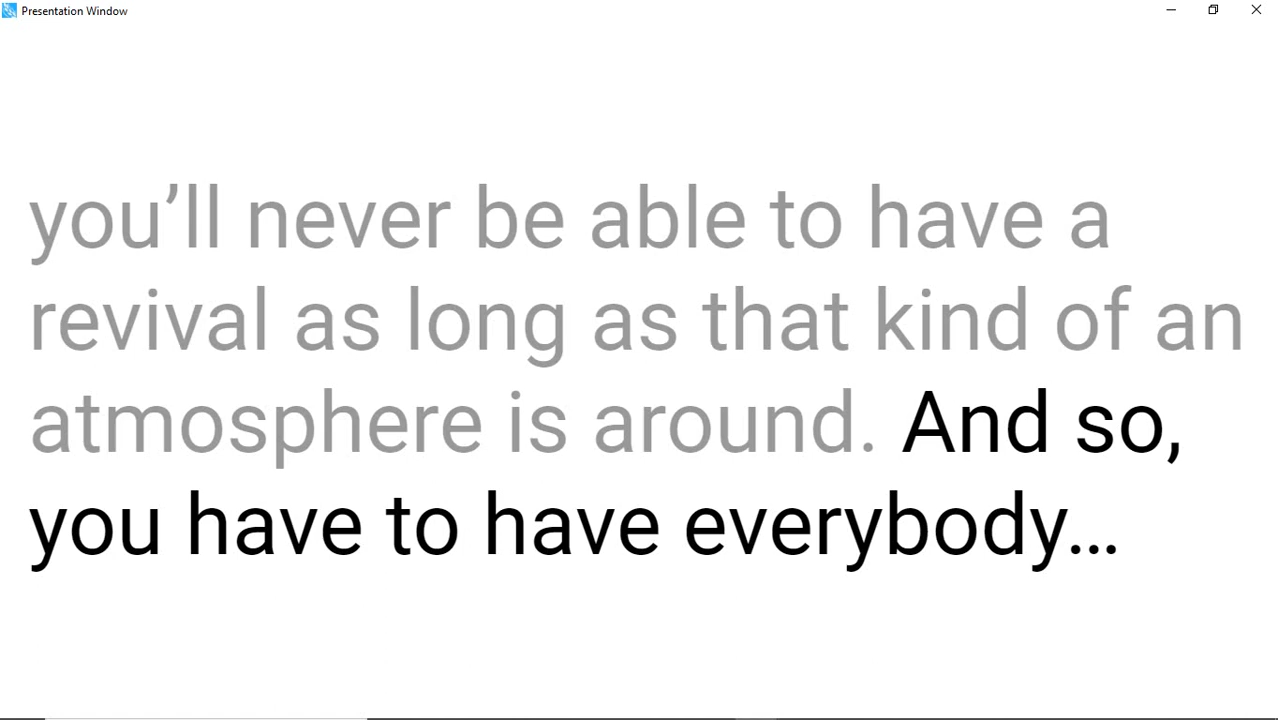 Presentation Window
you’ll never be able to have a
revival as long as that kind of an
atmosphere is around. And so,
you have to have everybody…